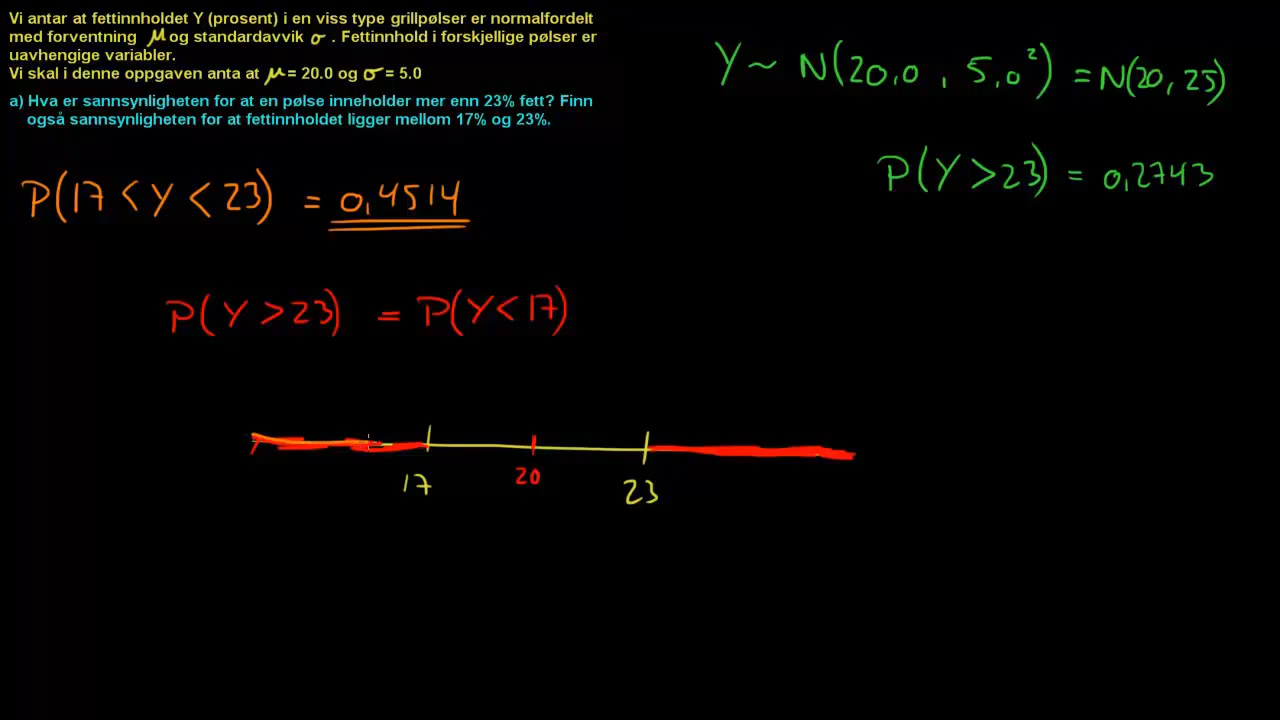 Vi antar at fettinnholdet Y (prosent) i en viss type grillpølser er normalfordelt
med forventning μ og standardavvik σ . Fettinnhold i forskjellige pølser er
uavhengige variabler.
Vi skal i denne oppgaven anta at μ = 20.0 og σ = 5.0
a) Hva er sannsynligheten for at en pølse inneholder mer enn 23% fett? Finn
også sannsynligheten for at fettinnholdet ligger mellom 17% og 23%.
Y ~ N(20,0 , 5,0²) = N(20, 25)
P(Y > 23) = 0,2743
P(17 < Y < 23) = 0,4514
P(Y > 23) = P(Y < 17)
17 20 23